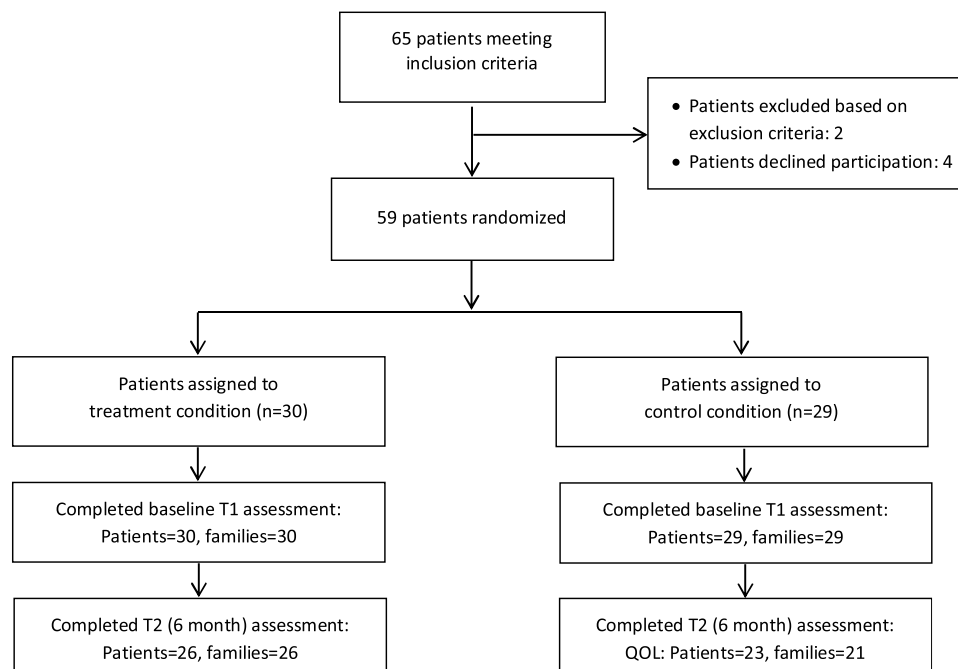 65 patients meeting
inclusion criteria
• Patients excluded based on
exclusion criteria: 2
• Patients declined participation: 4
59 patients randomized
Patients assigned to
treatment condition (n=30)
Patients assigned to
control condition (n=29)
Completed baseline T1 assessment:
Patients=30, families=30
Completed baseline T1 assessment:
Patients=29, families=29
Completed T2 (6 month) assessment:
Patients=26, families=26
Completed T2 (6 month) assessment:
QOL: Patients=23, families=21